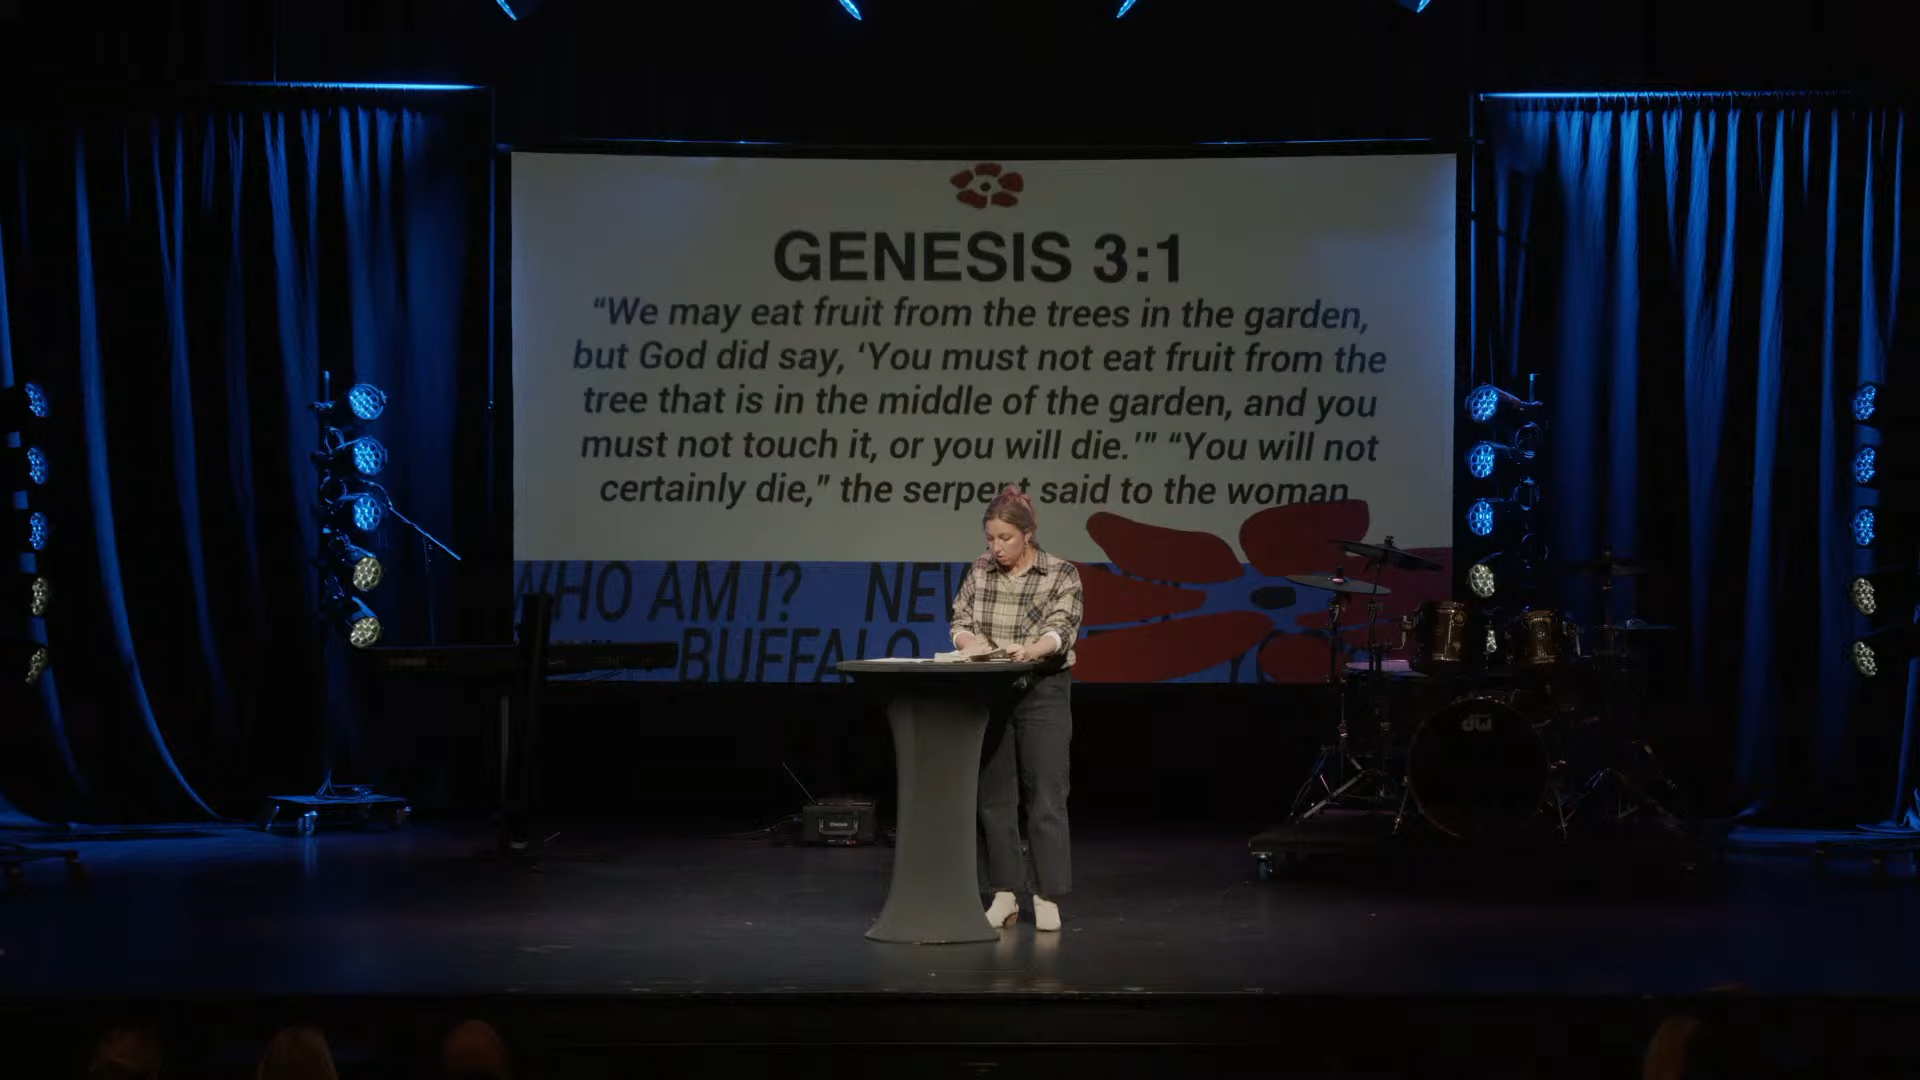 GENESIS 3:1
“We may eat fruit from the trees in the garden,
but God did say, ‘You must not eat fruit from the
tree that is in the middle of the garden, and you
must not touch it, or you will die.’” “You will not
certainly die,” the serpent said to the woman.
WHO AM I? NEW
BUFFALO
dw